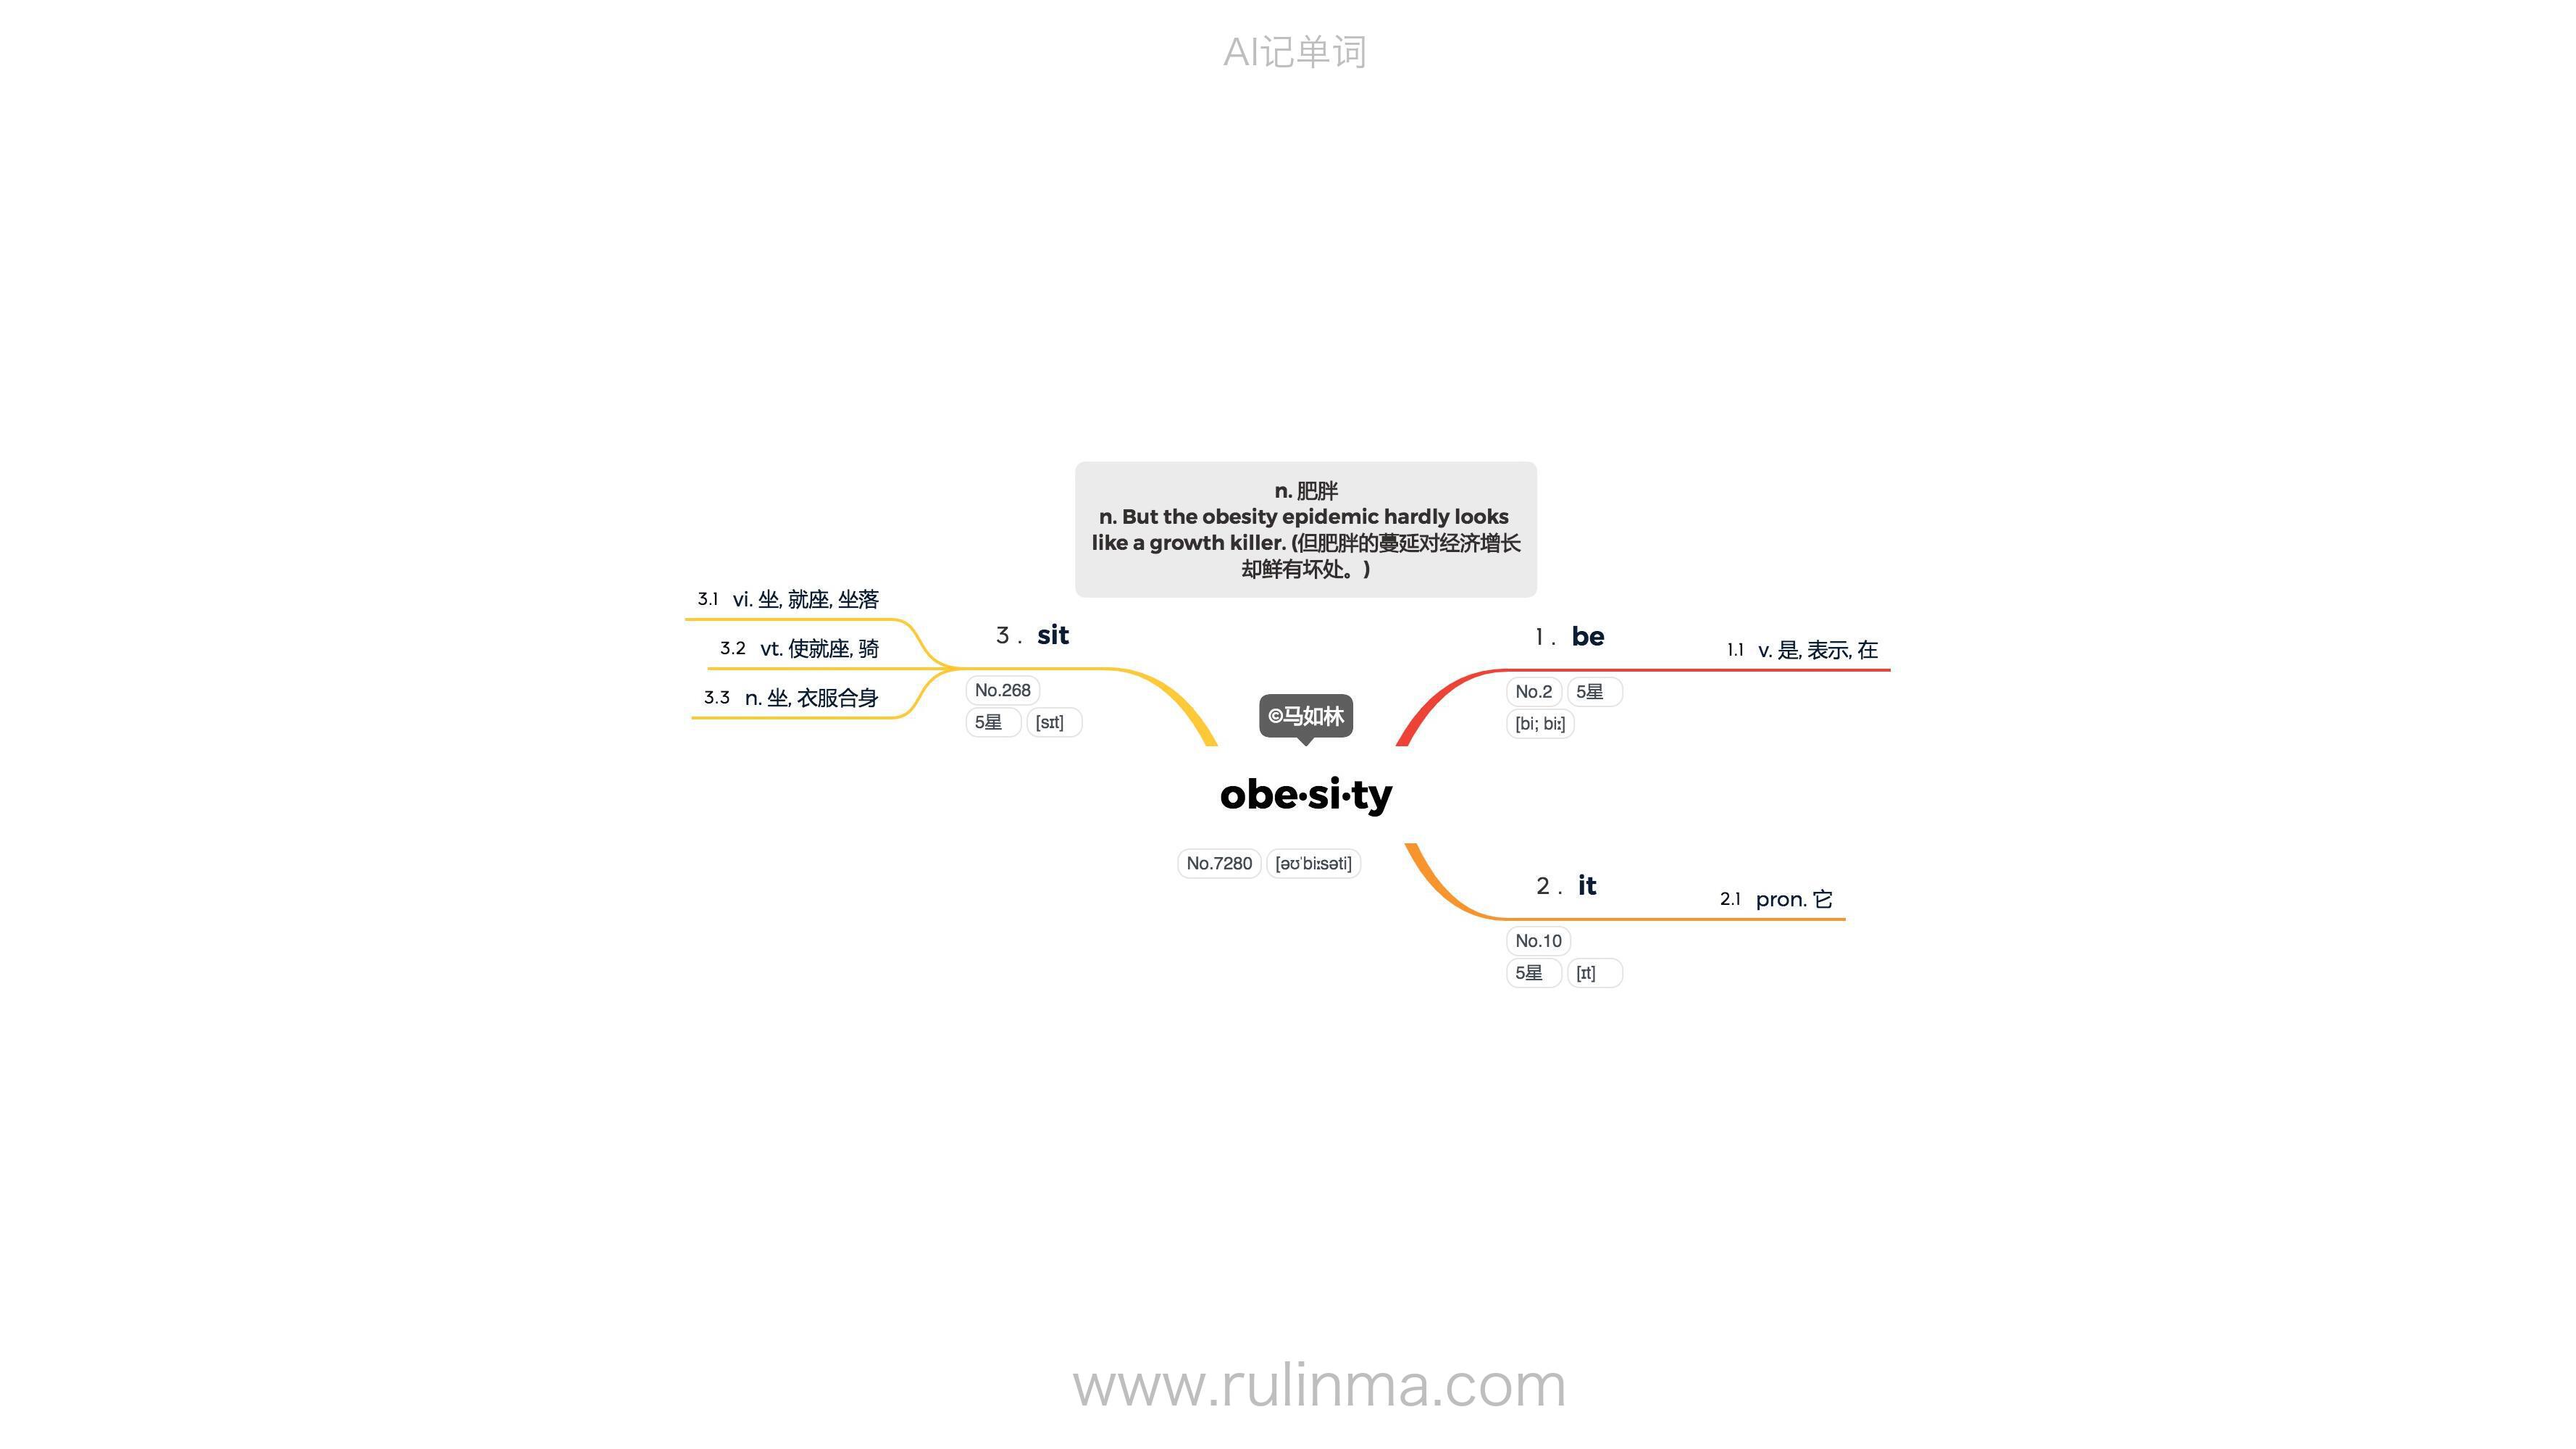 AI记单词
n. 肥胖
n. But the obesity epidemic hardly looks
like a growth killer. (但肥胖的蔓延对经济增长
却鲜有坏处。)
3.1 vi. 坐, 就座, 坐落
3.2 vt. 使就座, 骑
3.3 n. 坐, 衣服合身
3 . sit
No.268
5星 [sɪt]
1 . be
1.1 v. 是, 表示, 在
No.2 5星
[bi; biː]
©马如林
obe·si·ty
No.7280 [əʊˈbiːsəti]
2 . it
2.1 pron. 它
No.10
5星 [ɪt]
www.rulinma.com